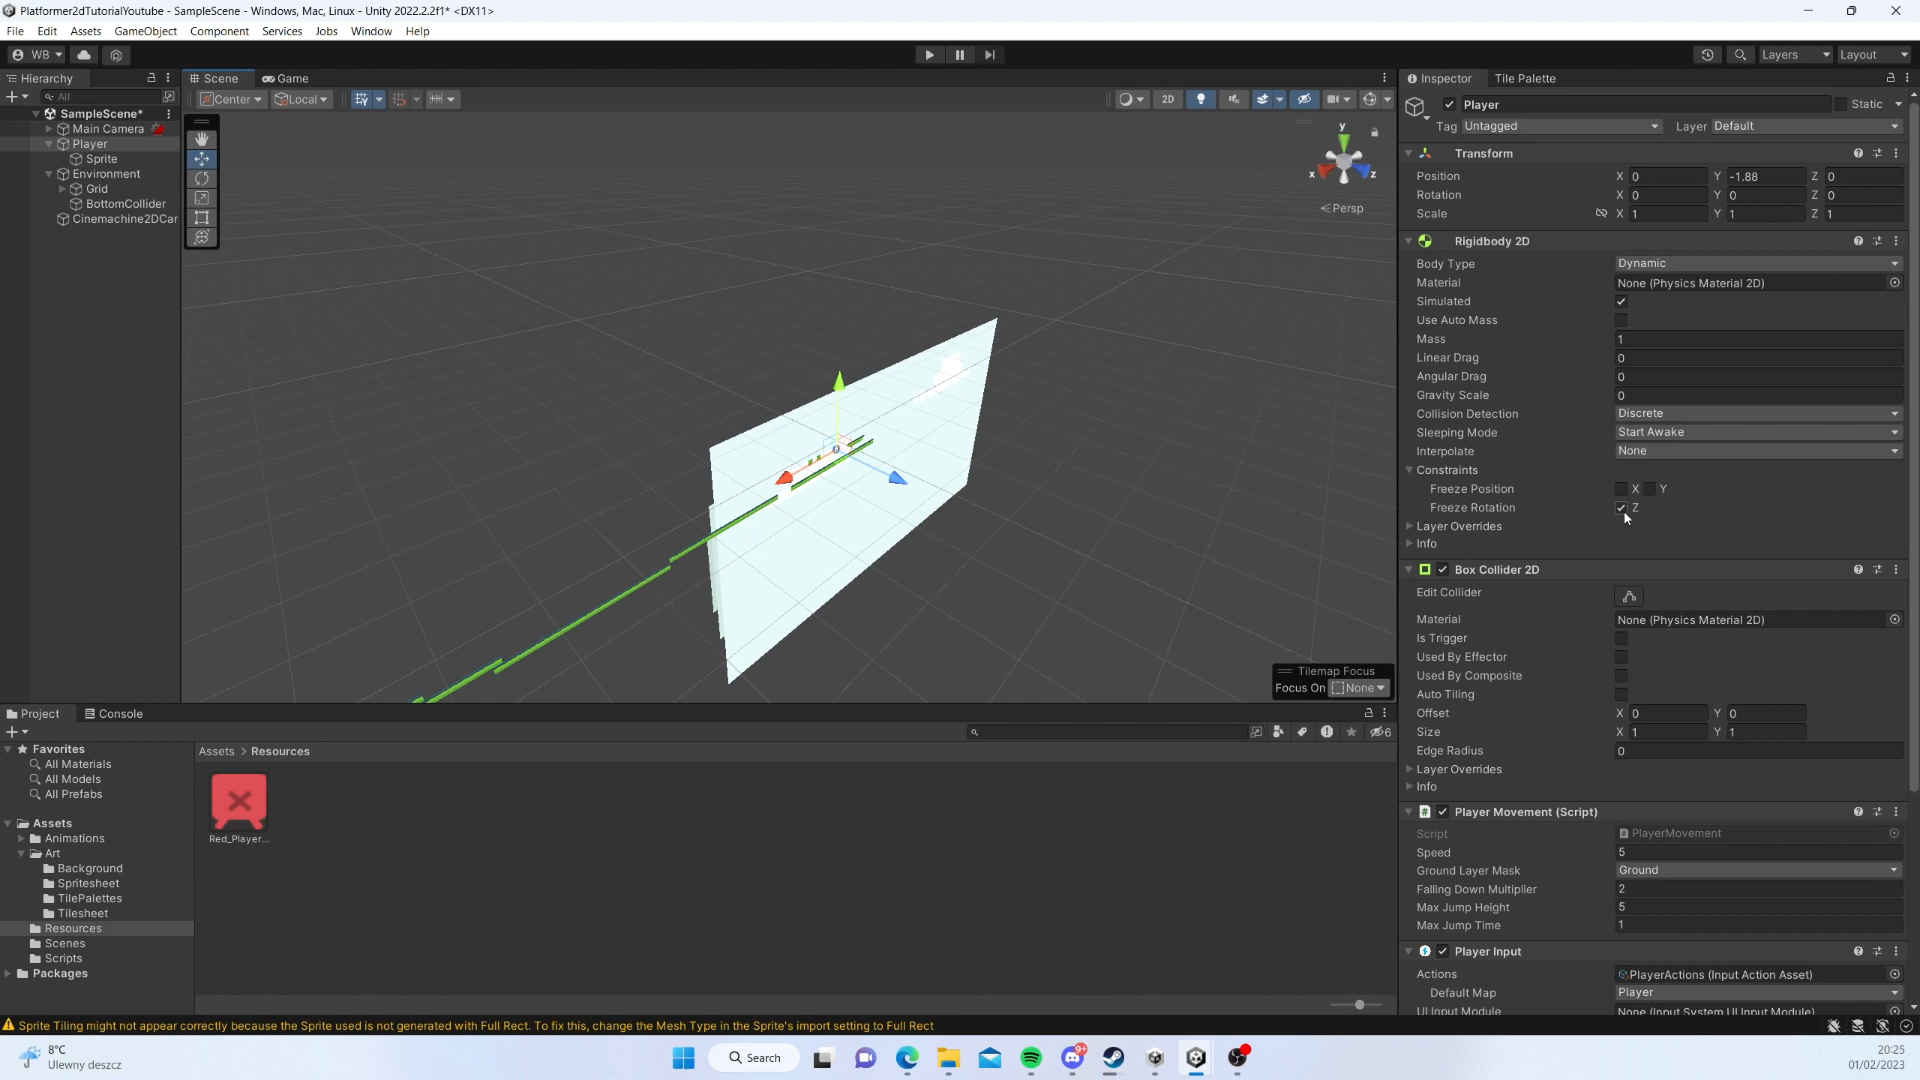 Platformer2dTutorialYoutube - SampleScene - Windows, Mac, Linux - Unity 2022.2.2f1* <DX11>
File Edit Assets GameObject Component Services Jobs Window Help
WB Layers Layout
Hierarchy
All
SampleScene*
Main Camera
Player
Sprite
Environment
Grid
BottomCollider
Cinemachine2DCar
Scene Game
Center Local 2D
y
x z
Persp
Tilemap Focus
Focus On None
Inspector Tile Palette
Player Static
Tag Untagged Layer Default
Transform
Position X 0 Y -1.88 Z 0
Rotation X 0 Y 0 Z 0
Scale X 1 Y 1 Z 1
Rigidbody 2D
Body Type Dynamic
Material None (Physics Material 2D)
Simulated
Use Auto Mass
Mass 1
Linear Drag 0
Angular Drag 0
Gravity Scale 0
Collision Detection Discrete
Sleeping Mode Start Awake
Interpolate None
Constraints
Freeze Position X Y
Freeze Rotation Z
Layer Overrides
Info
Box Collider 2D
Edit Collider
Material None (Physics Material 2D)
Is Trigger
Used By Effector
Used By Composite
Auto Tiling
Offset X 0 Y 0
Size X 1 Y 1
Edge Radius 0
Layer Overrides
Info
Player Movement (Script)
Script PlayerMovement
Speed 5
Ground Layer Mask Ground
Falling Down Multiplier 2
Max Jump Height 5
Max Jump Time 1
Player Input
Actions PlayerActions (Input Action Asset)
Default Map Player
UI Input Module None (Input System UI Input Module)
Project Console
6
Favorites
All Materials
All Models
All Prefabs
Assets
Animations
Art
Background
Spritesheet
TilePalettes
Tilesheet
Resources
Scenes
Scripts
Packages
Assets > Resources
Red_Player...
Sprite Tiling might not appear correctly because the Sprite used is not generated with Full Rect. To fix this, change the Mesh Type in the Sprite's import setting to Full Rect
8°C
Ulewny deszcz
Search
9+
20:25
01/02/2023